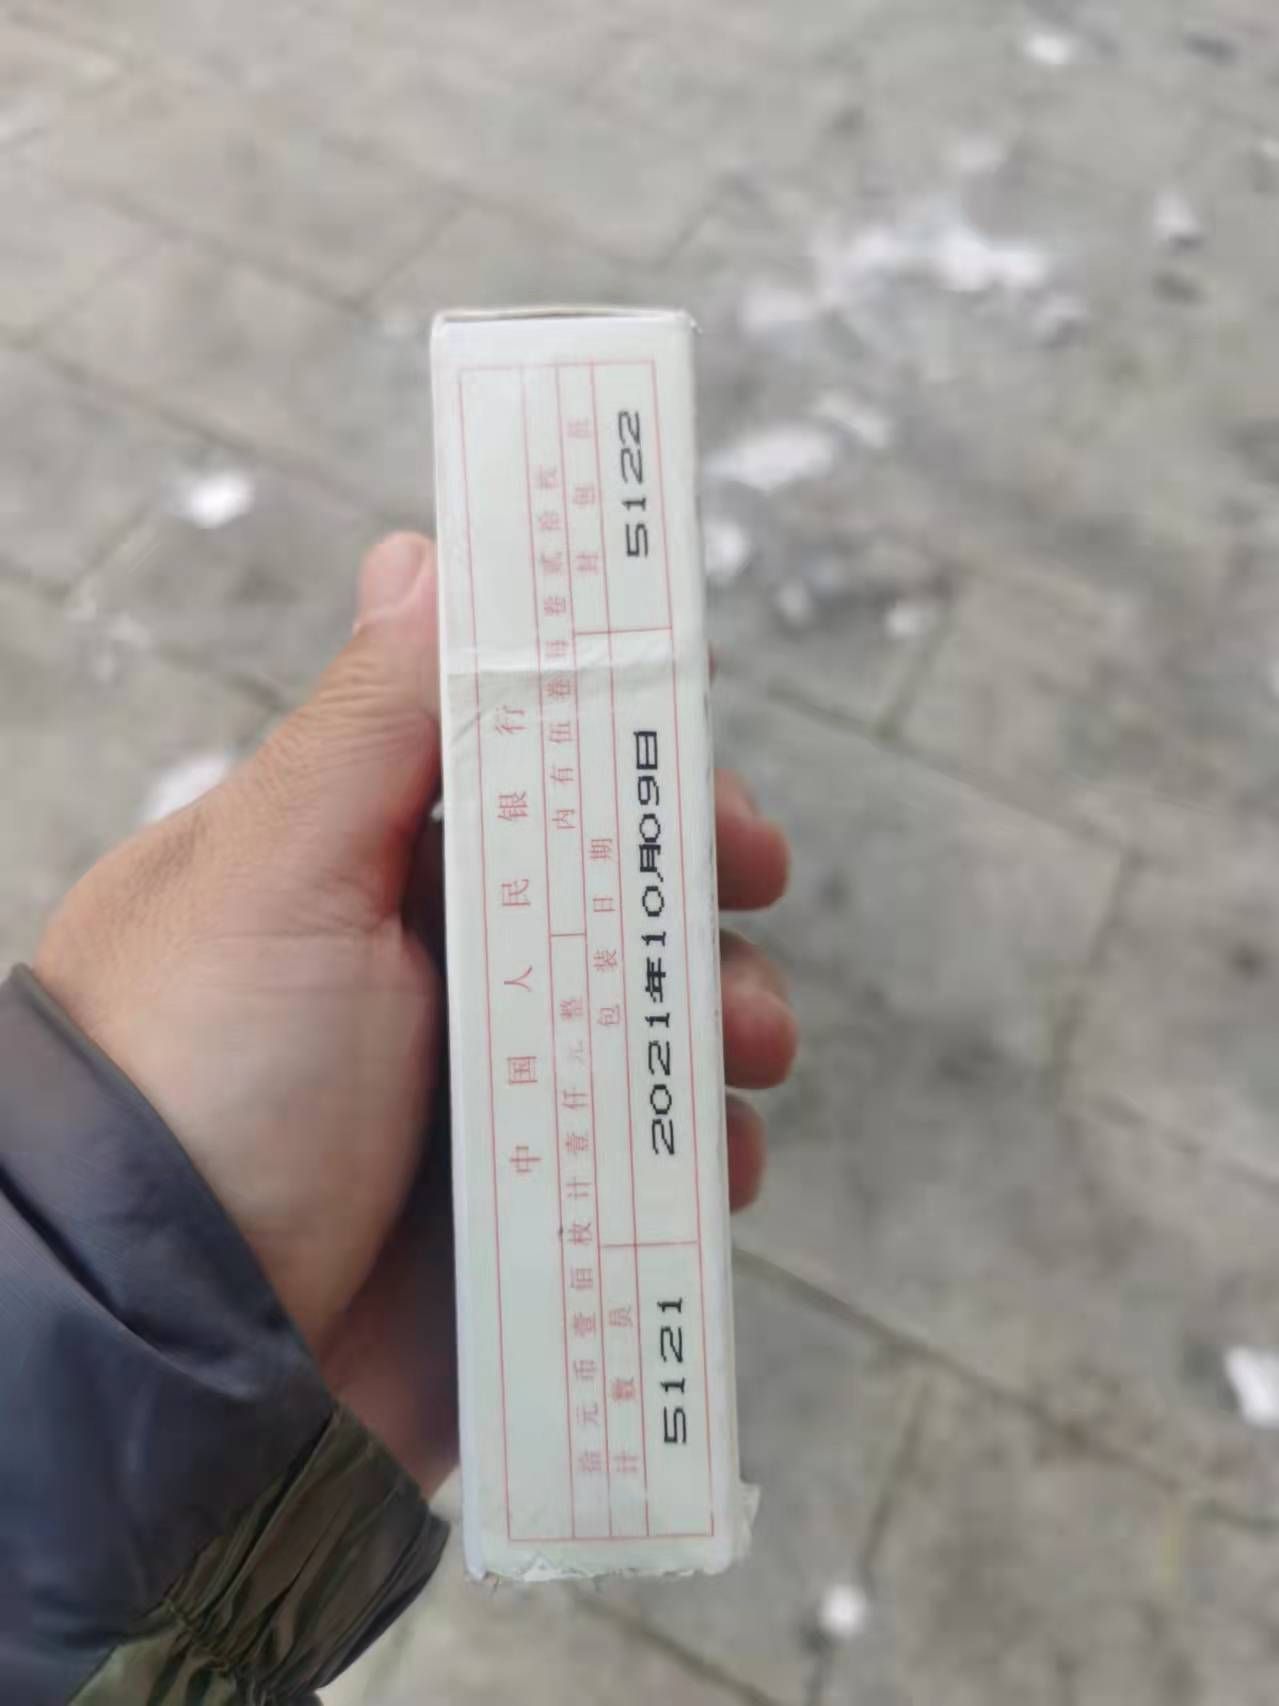 中国人民银行
拾元币壹佰枚计壹仟元整
内有伍卷每卷贰拾枚
计数员 包装日期 封包员
5121 2021年10月09日 5122